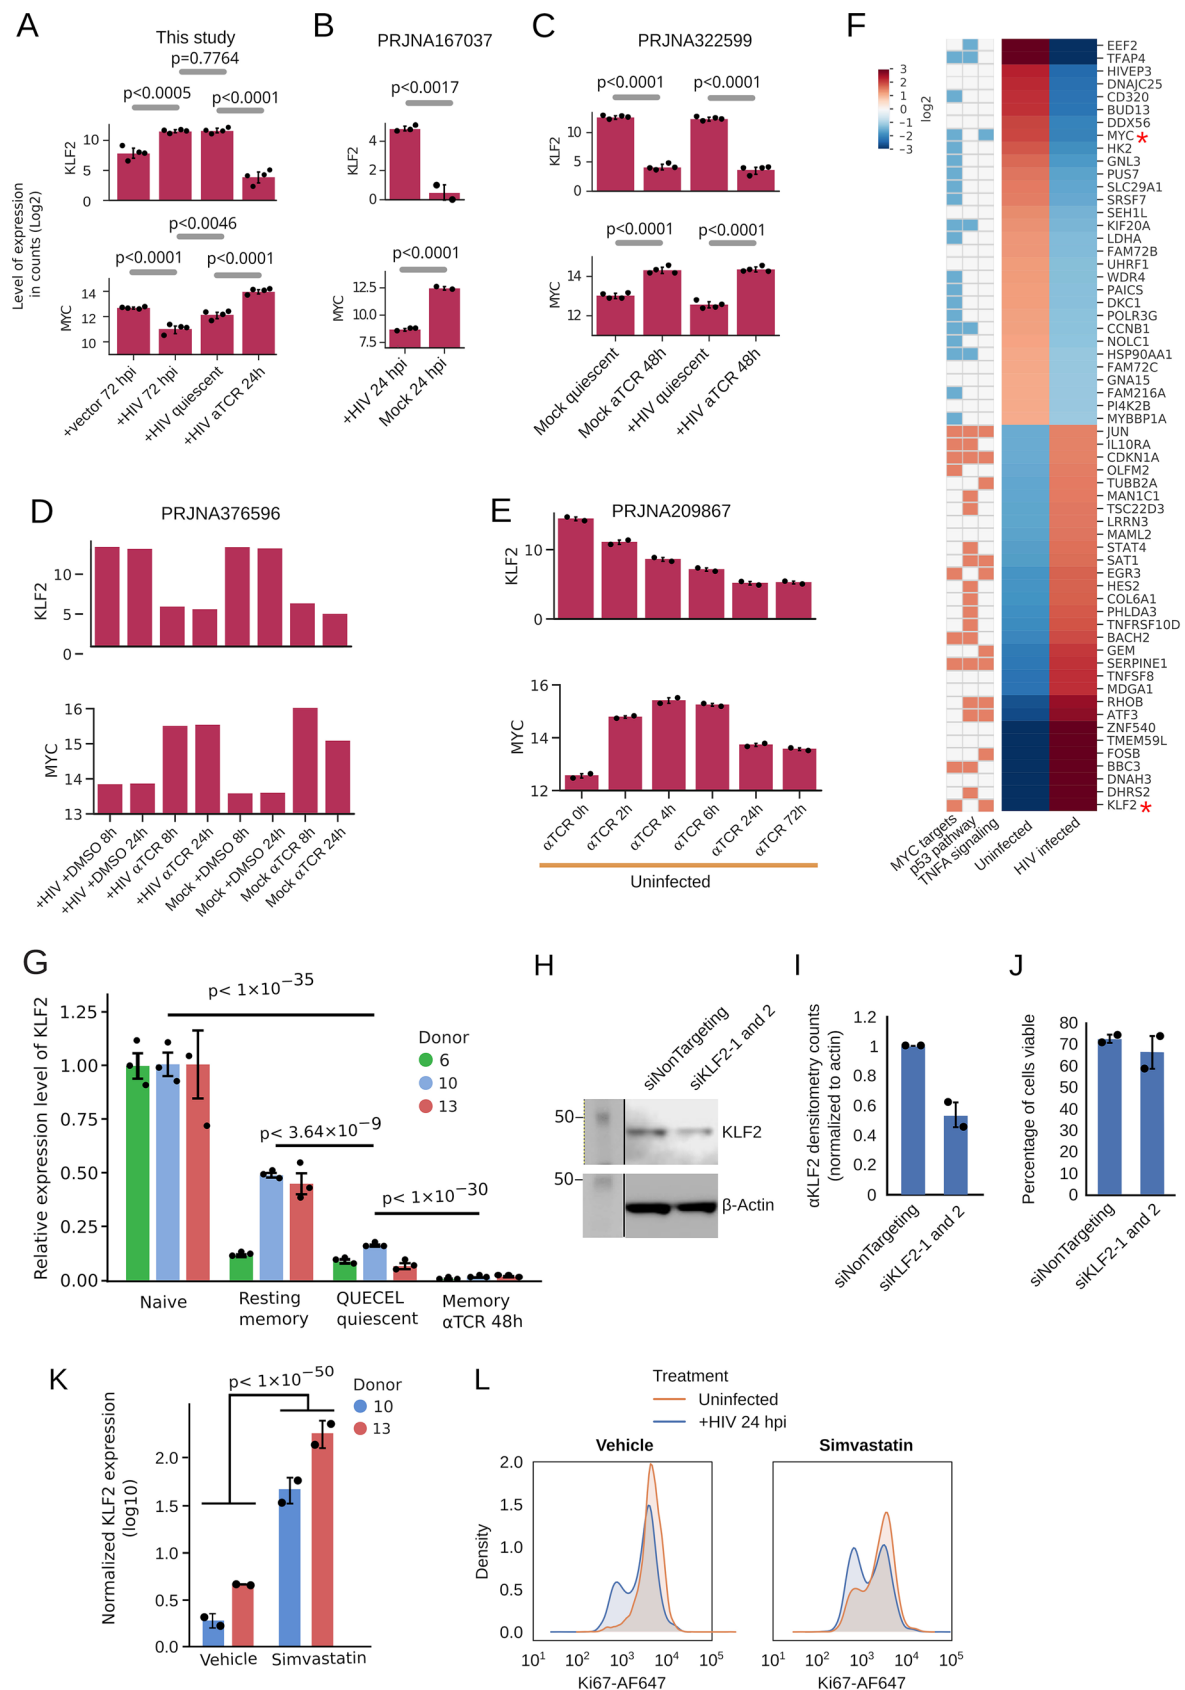 A
This study
p=0.7764
p<0.0005
p<0.0001
KLF2
10
5
0
Level of expression
in counts (Log2)
p<0.0046
p<0.0001
p<0.0001
MYC
14
12
10
+vector 72 hpi
+HIV 72 hpi
+HIV quiescent
+HIV aTCR 24h
B
PRJNA167037
p<0.0017
KLF2
4
2
0
p<0.0001
MYC
12.5
10.0
7.5
+HIV 24 hpi
Mock 24 hpi
C
PRJNA322599
p<0.0001
p<0.0001
KLF2
10
5
0
p<0.0001
p<0.0001
MYC
14
12
Mock quiescent
Mock aTCR 48h
+HIV quiescent
+HIV aTCR 48h
D
PRJNA376596
KLF2
10
5
0
MYC
16
15
14
13
+HIV +DMSO 8h
+HIV +DMSO 24h
+HIV αTCR 8h
+HIV αTCR 24h
Mock +DMSO 8h
Mock +DMSO 24h
Mock αTCR 8h
Mock αTCR 24h
E
PRJNA209867
KLF2
10
0
MYC
16
14
12
αTCR 0h
αTCR 2h
αTCR 4h
αTCR 6h
αTCR 24h
αTCR 72h
Uninfected
F
3
2
1
0
−1
−2
−3
log2
EEF2
TFAP4
HIVEP3
DNAJC25
CD320
BUD13
DDX56
MYC *
HK2
GNL3
PUS7
SLC29A1
SRSF7
SEH1L
KIF20A
LDHA
FAM72B
UHRF1
WDR4
PAICS
DKC1
POLR3G
CCNB1
NOLC1
HSP90AA1
FAM72C
GNA15
FAM216A
PI4K2B
MYBBP1A
JUN
IL10RA
CDKN1A
OLFM2
TUBB2A
MAN1C1
TSC22D3
LRRN3
MAML2
STAT4
SAT1
EGR3
HES2
COL6A1
PHLDA3
TNFRSF10D
BACH2
GEM
SERPINE1
TNFSF8
MDGA1
RHOB
ATF3
ZNF540
TMEM59L
FOSB
BBC3
DNAH3
DHRS2
KLF2 *
MYC targets
p53 pathway
TNFA signaling
Uninfected
HIV infected
G
Relative expression level of KLF2
1.25
1.00
0.75
0.50
0.25
0.00
p< 1×10−35
p< 3.64×10−9
p< 1×10−30
Donor
6
10
13
Naive
Resting
memory
QUECEL
quiescent
Memory
αTCR 48h
H
siNonTargeting
siKLF2-1 and 2
50
KLF2
50
β-Actin
I
αKLF2 densitometry counts
(normalized to actin)
1.2
1
0.8
0.6
0.4
0.2
0
siNonTargeting
siKLF2-1 and 2
J
Percentage of cells viable
80
70
60
50
40
30
20
10
0
siNonTargeting
siKLF2-1 and 2
K
Normalized KLF2 expression
(log10)
p< 1×10−50
Donor
10
13
2.0
1.5
1.0
0.5
0.0
Vehicle
Simvastatin
L
Treatment
Uninfected
+HIV 24 hpi
Vehicle
Simvastatin
Density
2.0
1.5
1.0
0.5
0.0
10¹
10²
10³
10⁴
10⁵
Ki67-AF647
10¹
10²
10³
10⁴
10⁵
Ki67-AF647